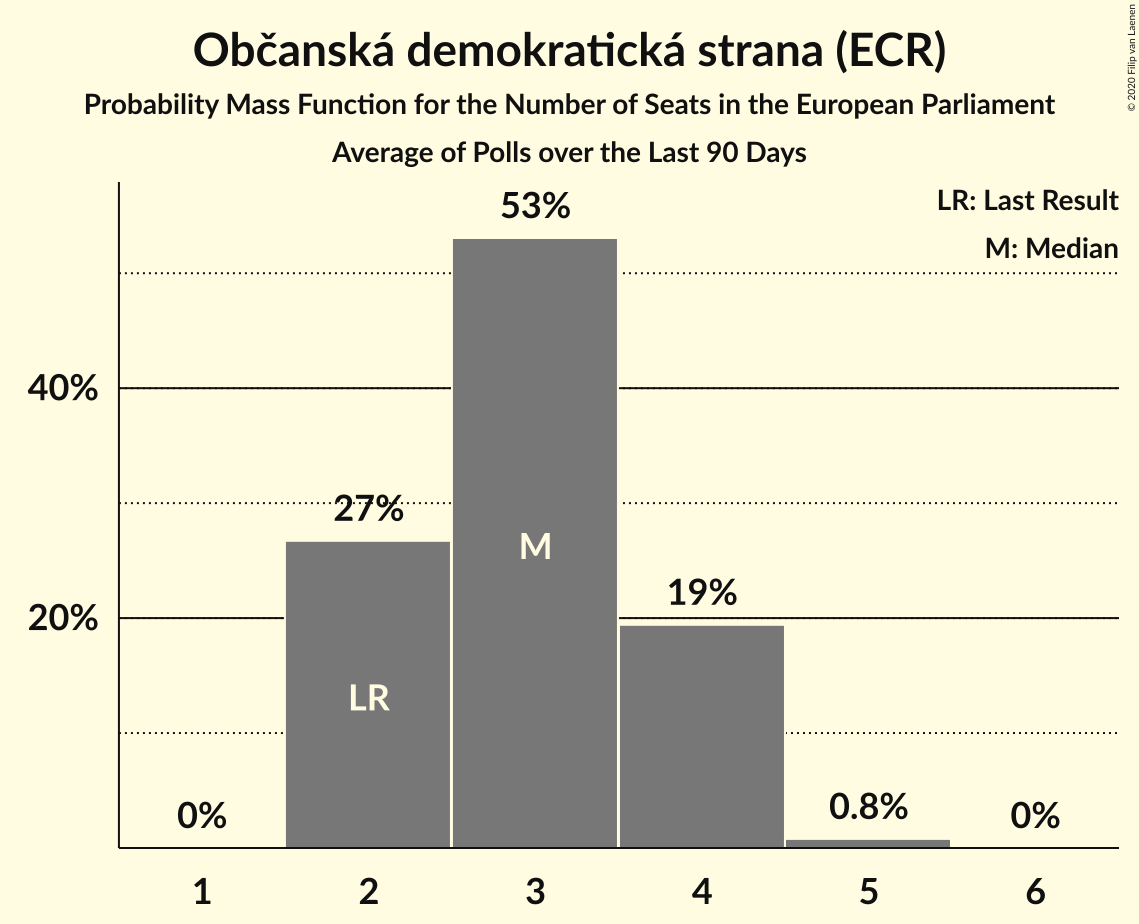 Občanská demokratická strana (ECR)
Probability Mass Function for the Number of Seats in the European Parliament
Average of Polls over the Last 90 Days
© 2020 Filip van Laenen
LR: Last Result
M: Median
53%
40%
27%
M
19%
20%
LR
0%
0.8%
0%
1 2 3 4 5 6